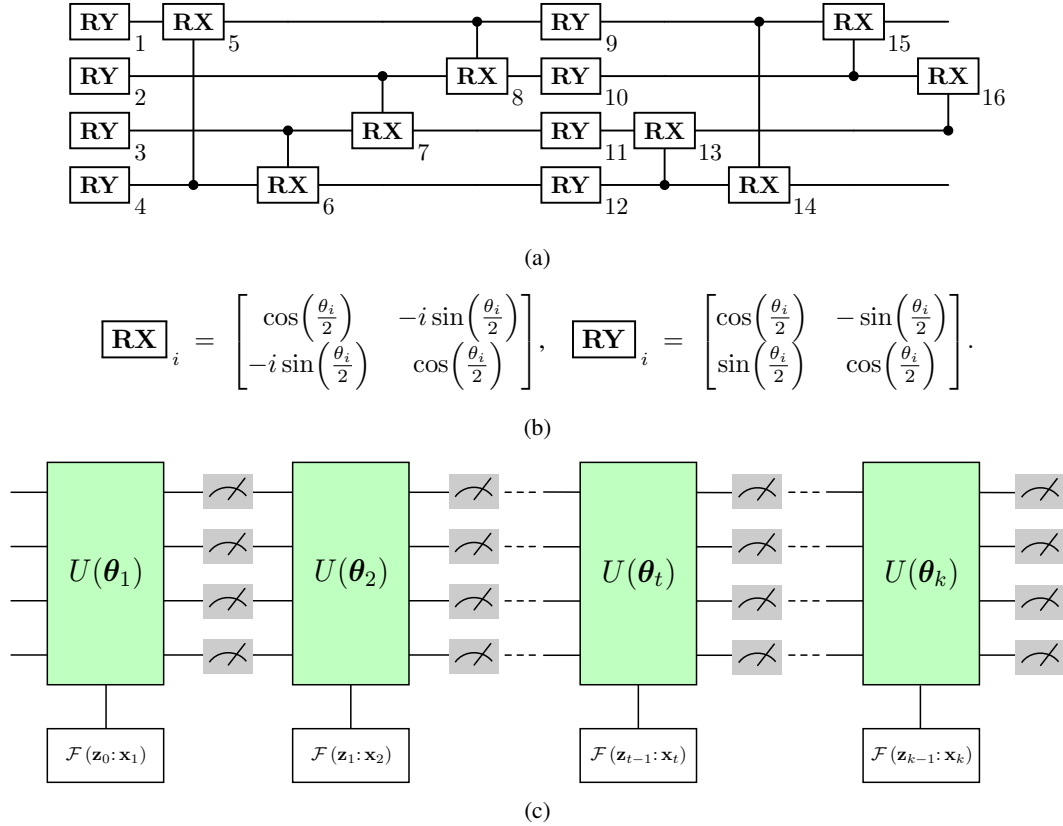 RY RX RY RX
1 5 9 15
RY RX RY RX
2 8 10 16
RY RX RY RX
3 7 11 13
RY RX RY RX
4 6 12 14
(a)
RX i = [cos(θi/2) −i sin(θi/2) −i sin(θi/2) cos(θi/2)], RY i = [cos(θi/2) − sin(θi/2) sin(θi/2) cos(θi/2)].
(b)
U(θ1) U(θ2) U(θt) U(θk)
F(z0: x1) F(z1: x2) F(zt−1: xt) F(zk−1: xk)
(c)